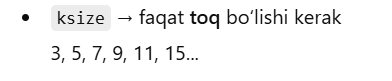 • ksize → faqat toq bo‘lishi kerak
3, 5, 7, 9, 11, 15...